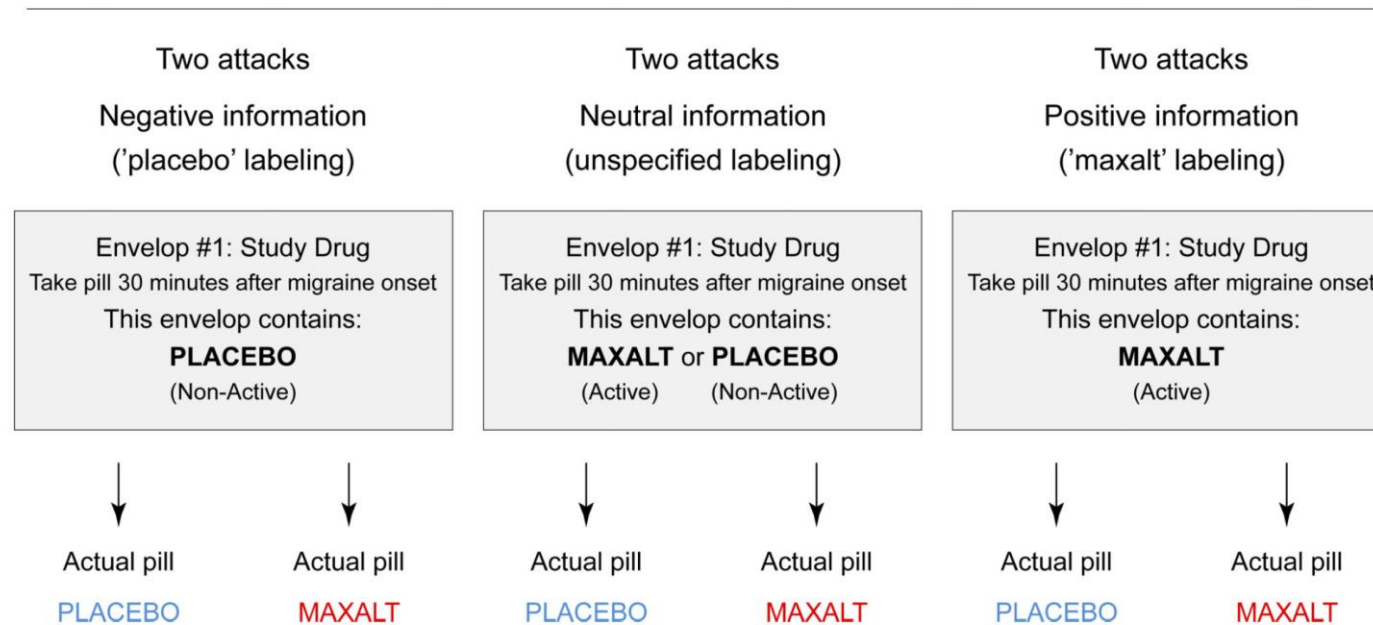 Two attacks
Negative information
('placebo' labeling)
Envelop #1: Study Drug
Take pill 30 minutes after migraine onset
This envelop contains:
PLACEBO
(Non-Active)
Actual pill
PLACEBO
Actual pill
MAXALT
Two attacks
Neutral information
(unspecified labeling)
Envelop #1: Study Drug
Take pill 30 minutes after migraine onset
This envelop contains:
MAXALT or PLACEBO
(Active) (Non-Active)
Actual pill
PLACEBO
Actual pill
MAXALT
Two attacks
Positive information
('maxalt' labeling)
Envelop #1: Study Drug
Take pill 30 minutes after migraine onset
This envelop contains:
MAXALT
(Active)
Actual pill
PLACEBO
Actual pill
MAXALT